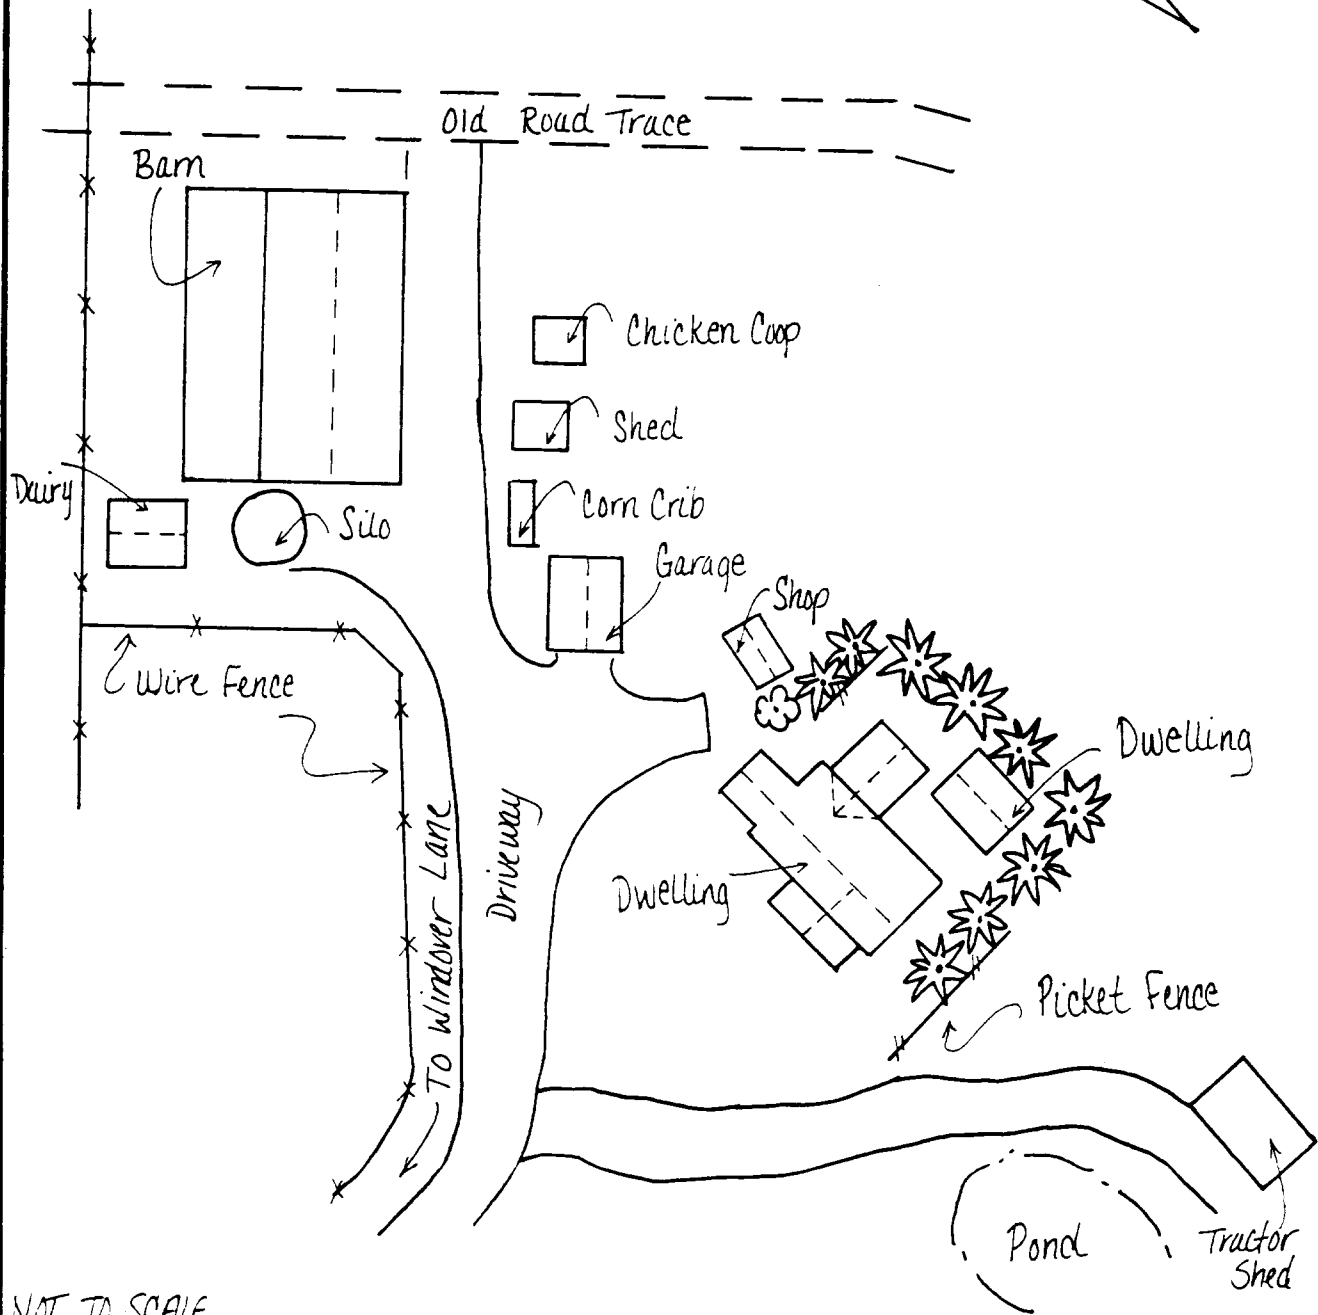 Old Road Trace
Barn
Chicken Coop
Shed
Dairy
Silo
Corn Crib
Garage
Shop
Wire Fence
Dwelling
To Windover Lane
Driveway
Dwelling
Picket Fence
Pond
Tractor
Shed
NOT TO SCALE